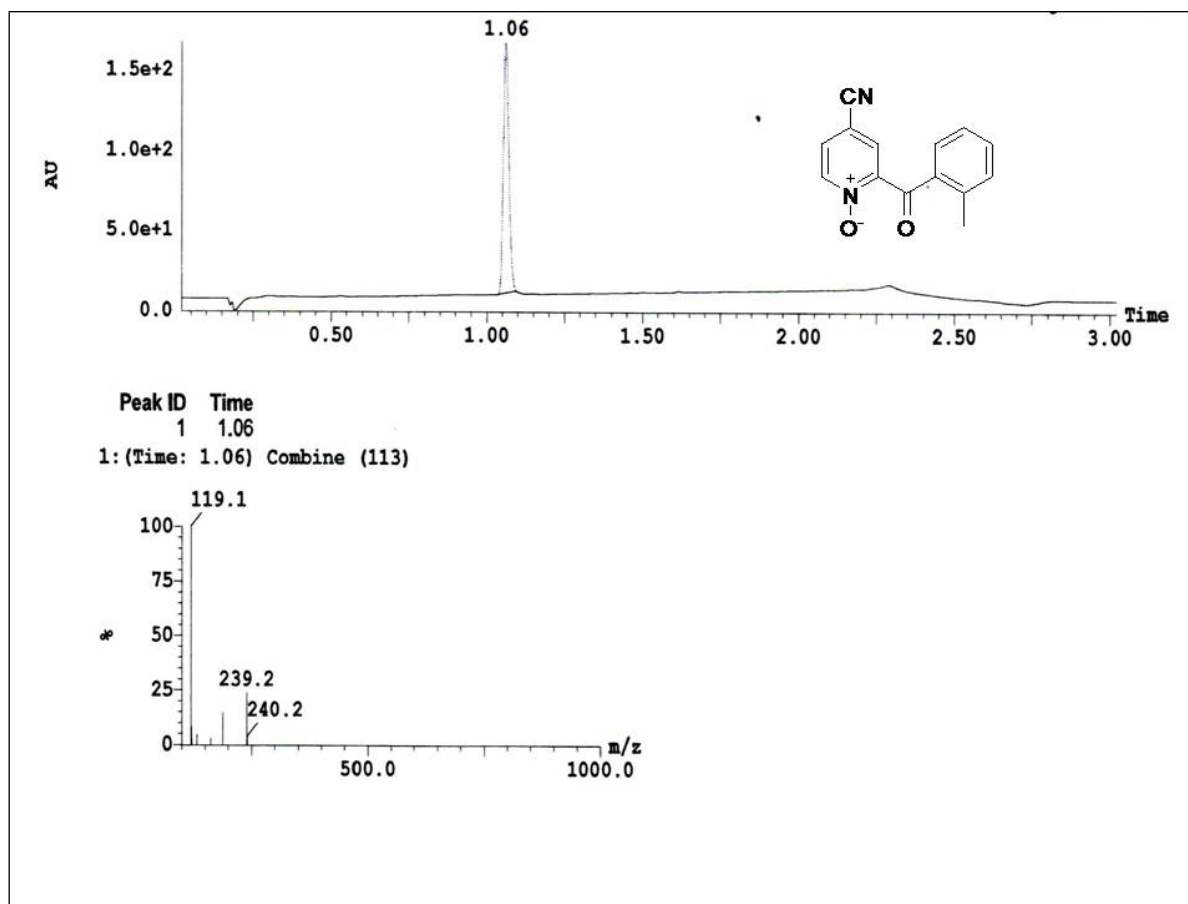 1.06
1.5e+2
1.0e+2
5.0e+1
0.0
AU
0.50 1.00 1.50 2.00 2.50 3.00
Time
CN
N
+
O
−
O
Peak ID Time
1 1.06
1:(Time: 1.06) Combine (113)
119.1
100
75
50
25
0
%
239.2
240.2
m/z
500.0 1000.0